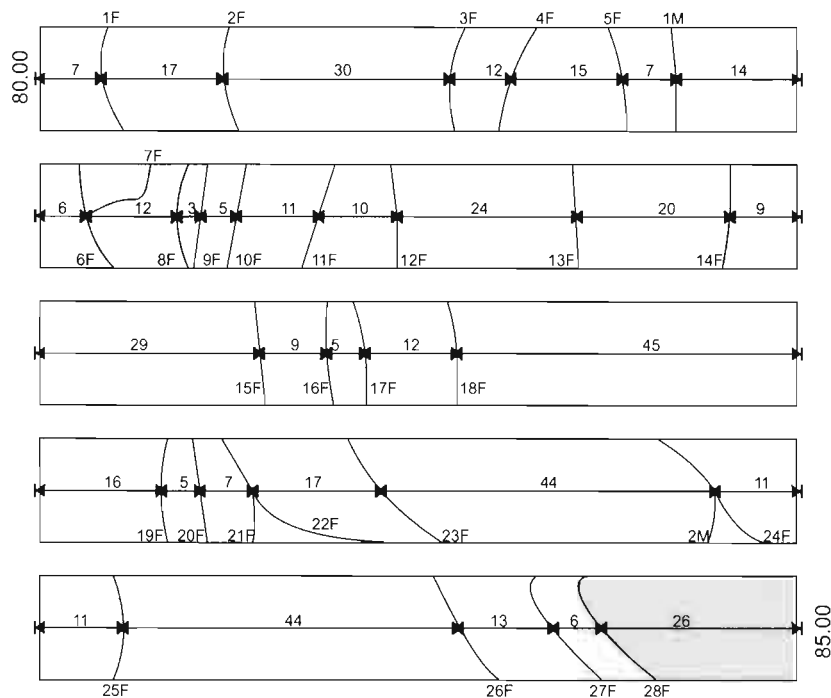 1F 2F 3F 4F 5F 1M
80.00
7 17 30 12 15 7 14
7F
6 12 3 5 11 10 24 20 9
6F 8F 9F 10F 11F 12F 13F 14F
29 9 5 12 45
15F 16F 17F 18F
16 5 7 17 44 11
19F 20F 21F 22F 23F 2M 24F
11 44 13 6 26
85.00
25F 26F 27F 28F